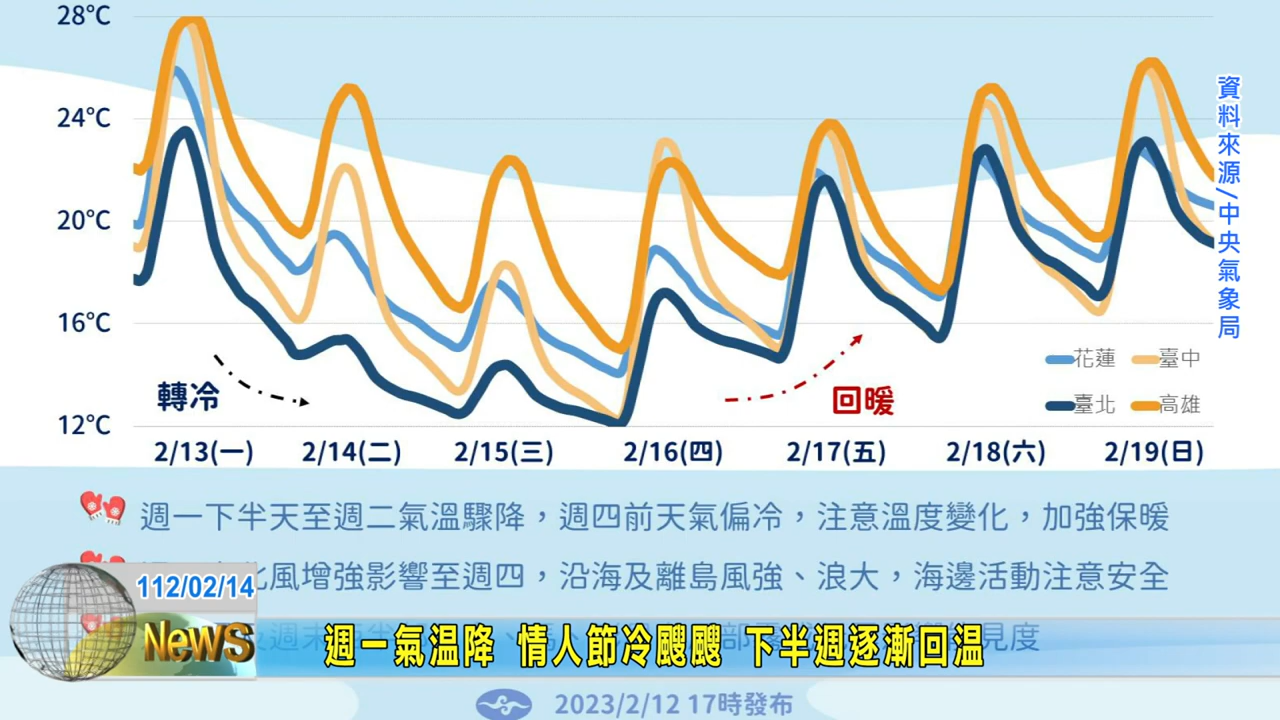 28°C
24°C
20°C
16°C
12°C
資料來源/中央氣象局
轉冷
回暖
花蓮
臺中
臺北
高雄
2/13(一)
2/14(二)
2/15(三)
2/16(四)
2/17(五)
2/18(六)
2/19(日)
週一下半天至週二氣溫驟降，週四前天氣偏冷，注意溫度變化，加強保暖
風增強影響至週四，沿海及離島風強、浪大，海邊活動注意安全
112/02/14
NewS
見度
週一氣溫降 情人節冷颼颼 下半週逐漸回溫
2023/2/12 17時發布